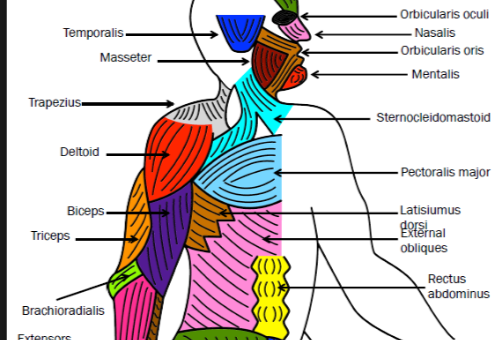 Orbicularis oculi
Temporalis
Nasalis
Orbicularis oris
Masseter
Mentalis
Trapezius
Sternocleidomastoid
Deltoid
Pectoralis major
Biceps
Latisiumus
dorsi
Triceps
External
obliques
Rectus
abdominus
Brachioradialis
Extensors